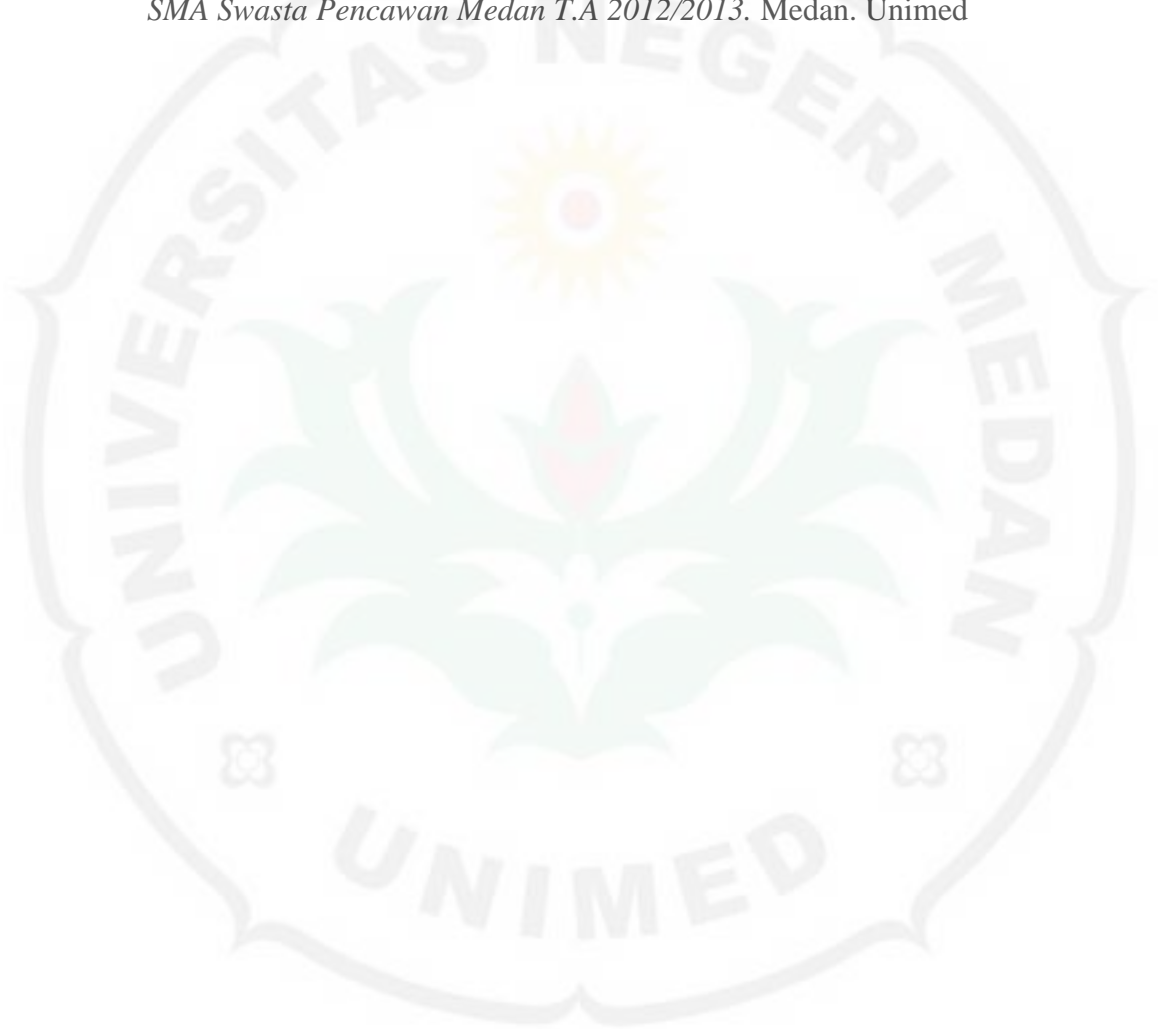 SMA Swasta Pencawan Medan T.A 2012/2013. Medan. Unimed
UNIVERSITAS NEGERI MEDAN
UNIMED